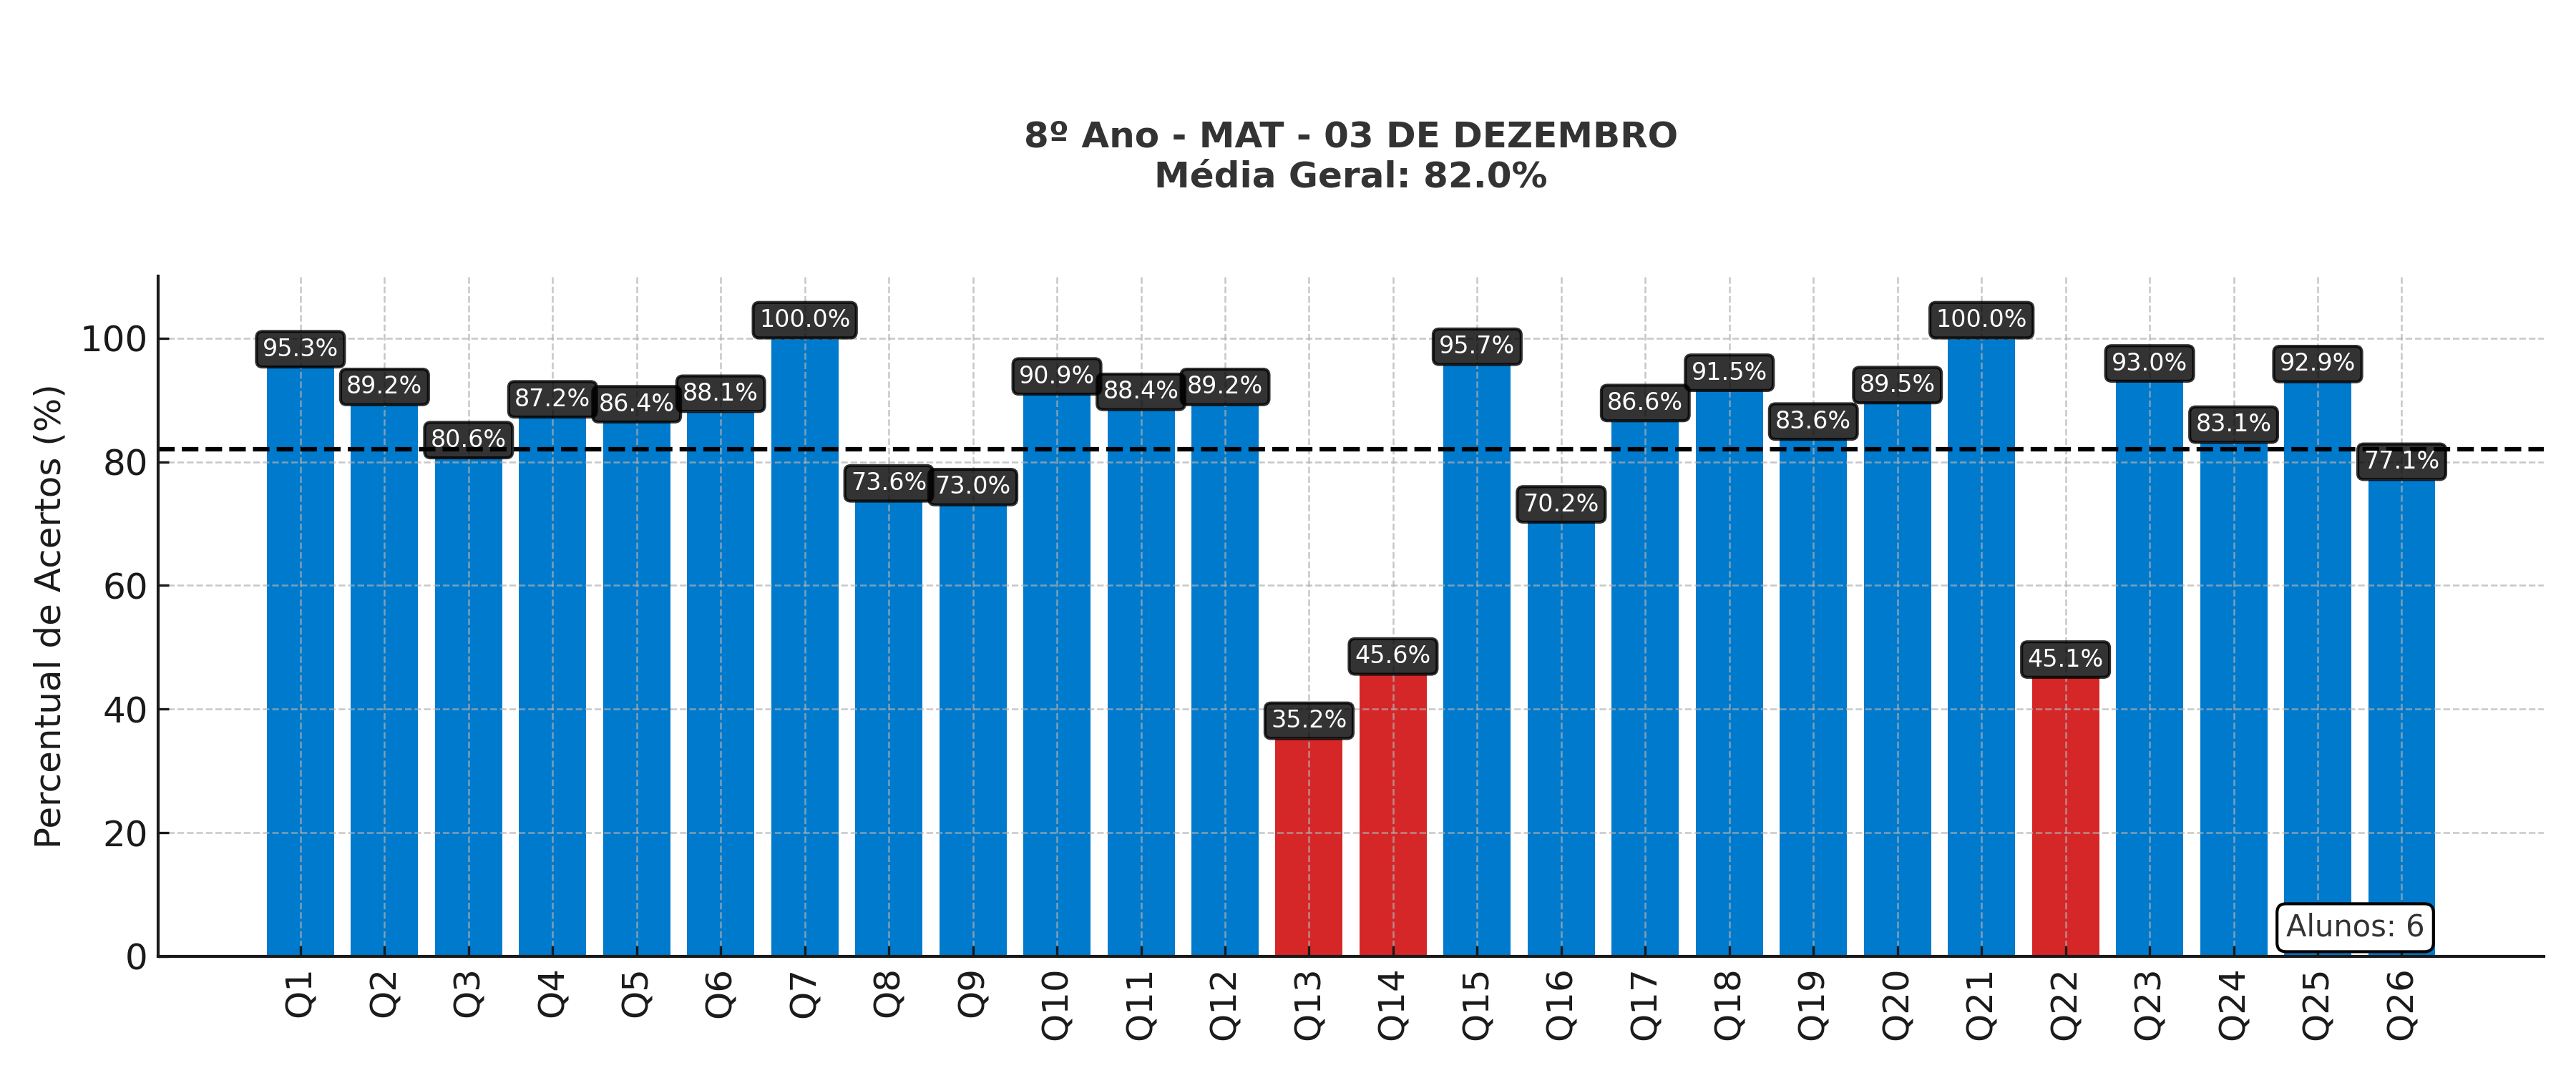 8º Ano - MAT - 03 DE DEZEMBRO
Média Geral: 82.0%
Percentual de Acertos (%)
100
80
60
40
20
0
95.3%
89.2%
80.6%
87.2%
86.4%
88.1%
100.0%
73.6%
73.0%
90.9%
88.4%
89.2%
35.2%
45.6%
95.7%
70.2%
86.6%
91.5%
83.6%
89.5%
100.0%
45.1%
93.0%
83.1%
92.9%
77.1%
Alunos: 6
Q1
Q2
Q3
Q4
Q5
Q6
Q7
Q8
Q9
Q10
Q11
Q12
Q13
Q14
Q15
Q16
Q17
Q18
Q19
Q20
Q21
Q22
Q23
Q24
Q25
Q26